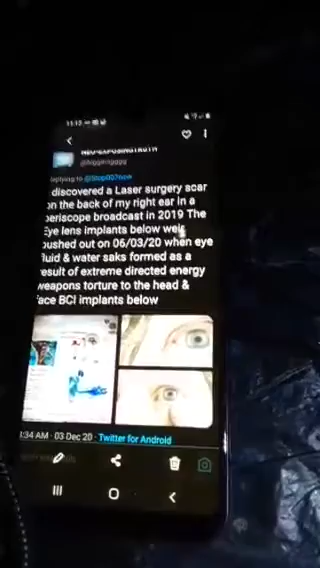 11:12
NEO-EXPOSINGTRUTH
replying to @Stop007now
discovered a Laser surgery scar
on the back of my right ear in a
periscope broadcast in 2019 The
Eye lens implants below were
pushed out on 06/03/20 when eye
fluid & water saks formed as a
result of extreme directed energy
weapons torture to the head &
face BCI implants below
1:34 AM · 03 Dec 20 · Twitter for Android